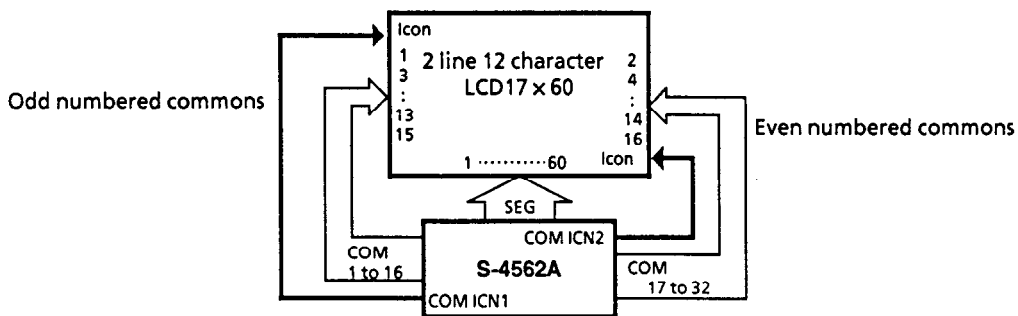 Icon
1
3
:
13
15
2 line 12 character
LCD17 × 60
2
4
:
14
16
Icon
1 ··········· 60
Odd numbered commons
Even numbered commons
SEG
COM ICN2
S-4562A
COM ICN1
COM
1 to 16
COM
17 to 32